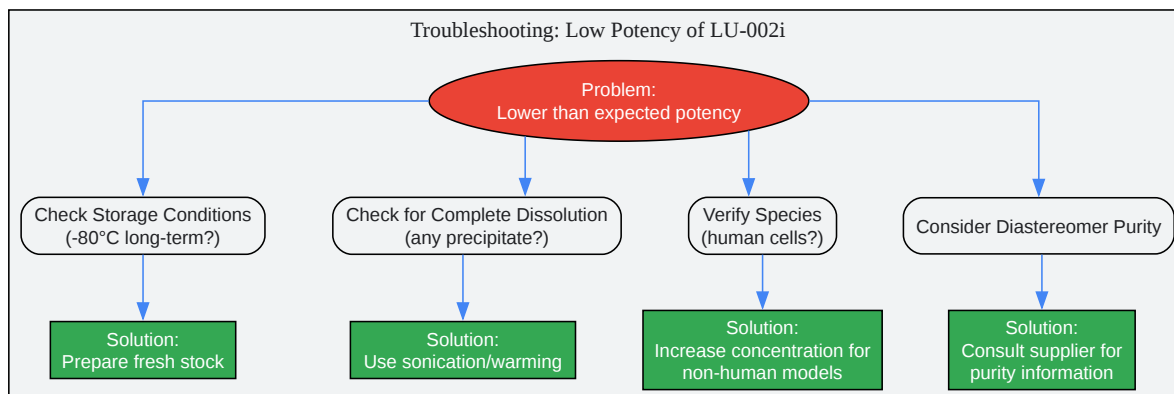 Troubleshooting: Low Potency of LU-002i
Problem:
Lower than expected potency
Check Storage Conditions
(-80°C long-term?)
Check for Complete Dissolution
(any precipitate?)
Verify Species
(human cells?)
Consider Diastereomer Purity
Solution:
Prepare fresh stock
Solution:
Use sonication/warming
Solution:
Increase concentration for
non-human models
Solution:
Consult supplier for
purity information